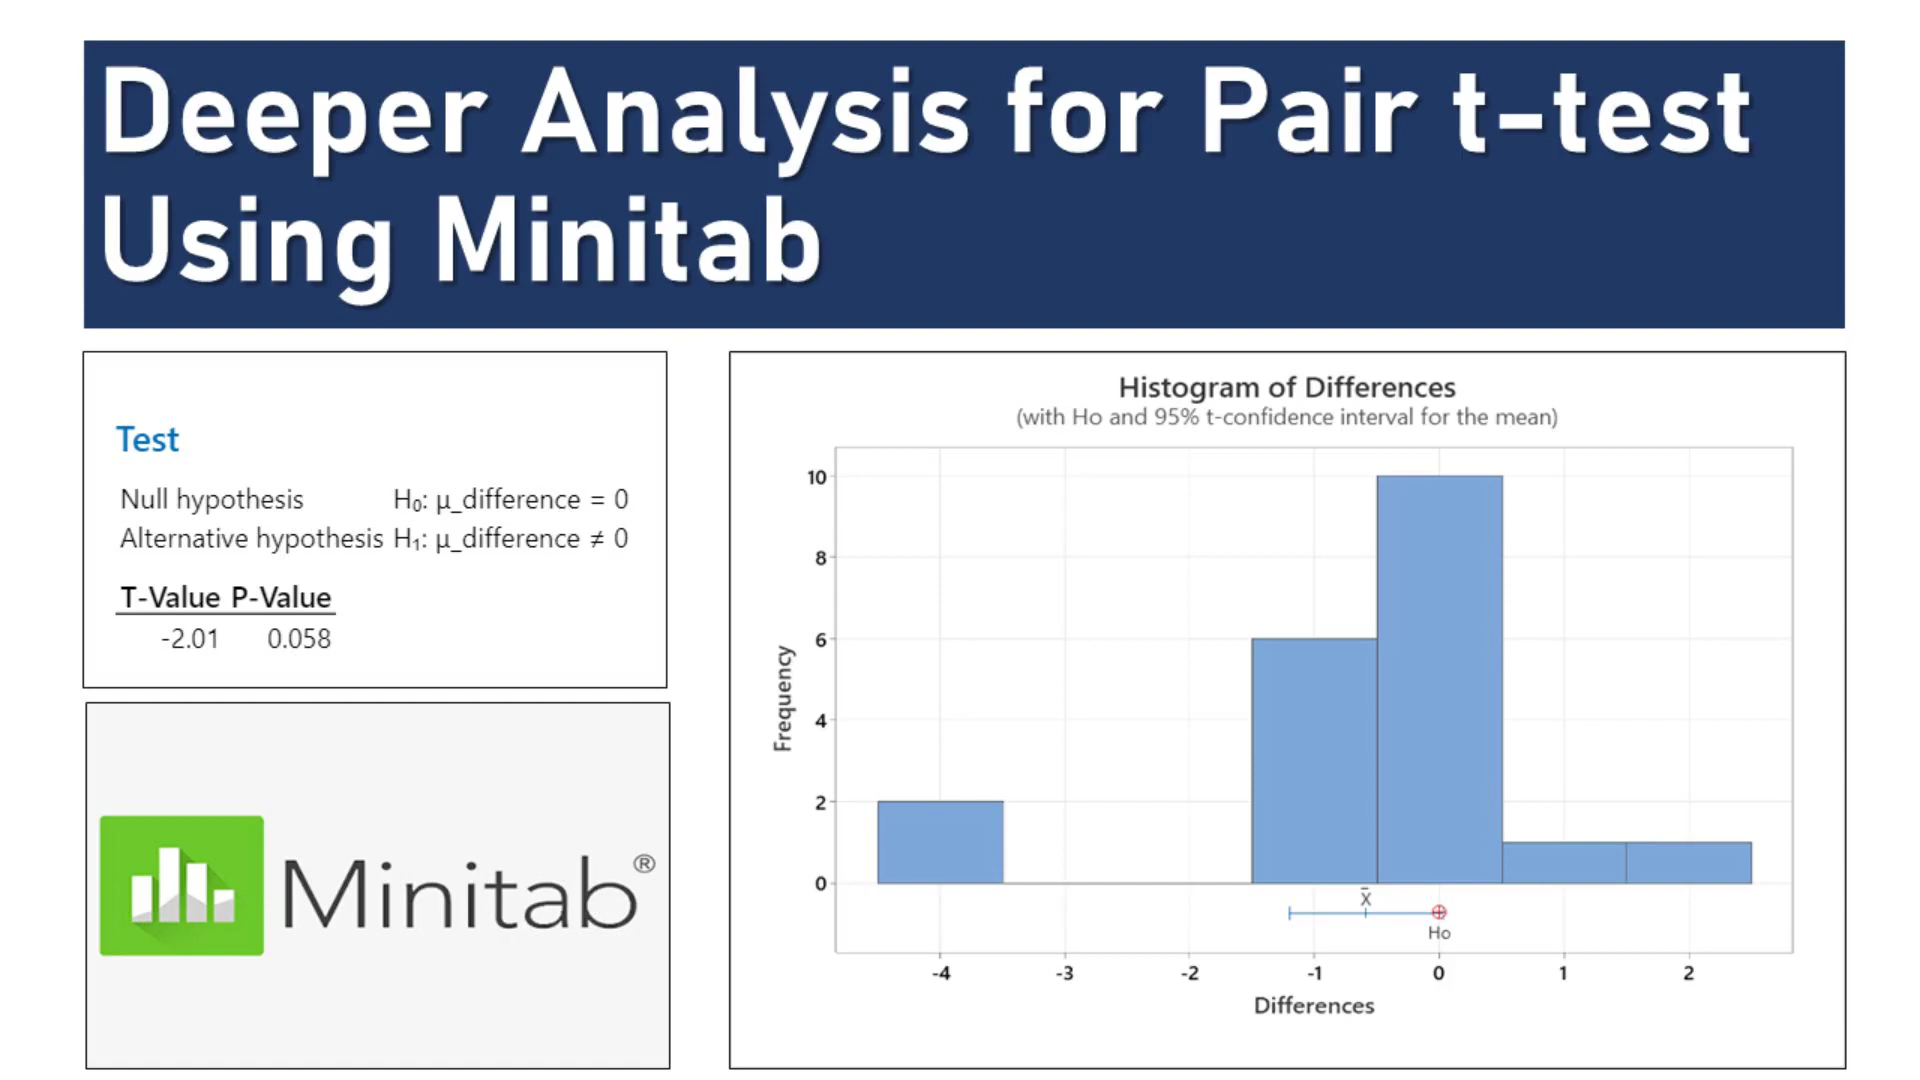 Deeper Analysis for Pair t-test
Using Minitab
Test
Null hypothesis H₀: μ_difference = 0
Alternative hypothesis H₁: μ_difference ≠ 0
T-Value P-Value
-2.01 0.058
Minitab®
Histogram of Differences
(with Ho and 95% t-confidence interval for the mean)
Frequency
10
8
6
4
2
0
X̄
Ho
-4 -3 -2 -1 0 1 2
Differences